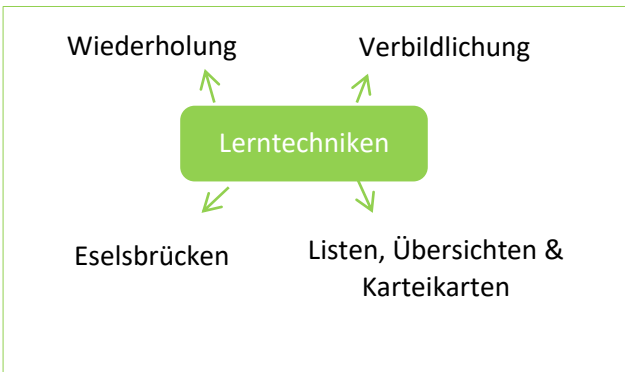 Wiederholung
Verbildlichung
Lerntechniken
Eselsbrücken
Listen, Übersichten &
Karteikarten